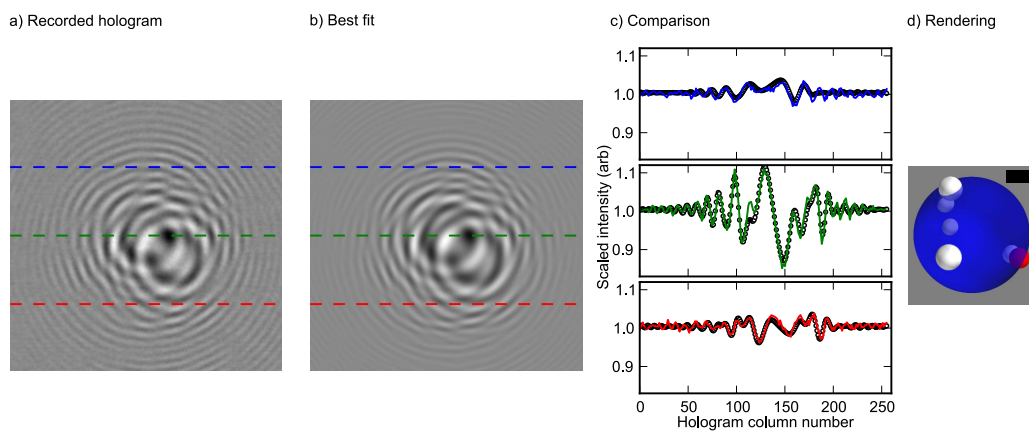 a) Recorded hologram
b) Best fit
c) Comparison
d) Rendering
Scaled intensity (arb)
1.1
1.0
0.9
1.1
1.0
0.9
1.1
1.0
0.9
0 50 100 150 200 250
Hologram column number